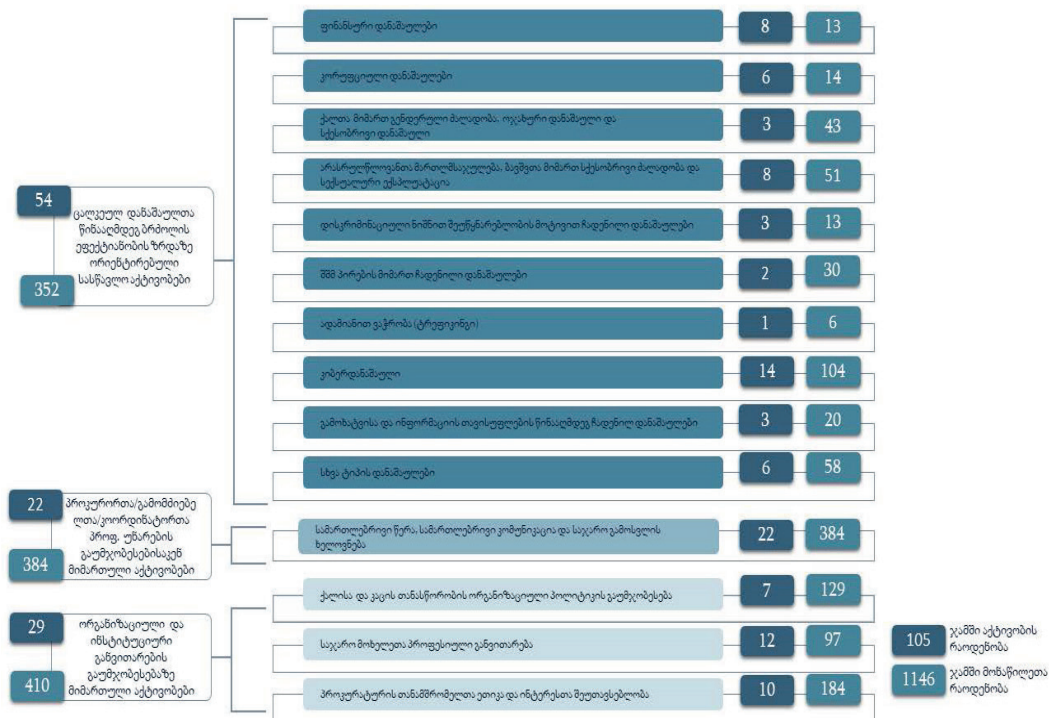 ფინანსური დანაშაულები 8 13
კორუფციული დანაშაულები 6 14
ქალთა მიმართ გენდერული ძალადობა, ოჯახური დანაშაული და
სქესობრივი დანაშაული 3 43
არასრულწლოვანთა მართლმსაჯულება, ბავშვთა მიმართ სქესობრივი ძალადობა და
სექსუალური ექსპლუატაცია 8 51
54
ცალკეულ დანაშაულთა
წინააღმდეგ ბრძოლის
ეფექტიანობის ზრდაზე
ორიენტირებული
სასწავლო აქტივობები
352
დისკრიმინაციული ნიშნით შეუწყნარებლობის მოტივით ჩადენილი დანაშაულები 3 13
შშმ პირების მიმართ ჩადენილი დანაშაულები 2 30
ადამიანით ვაჭრობა (ტრეფიკინგი) 1 6
კიბერდანაშაული 14 104
გამოხატვისა და ინფორმაციის თავისუფლების წინააღმდეგ ჩადენილ დანაშაულები 3 20
სხვა ტიპის დანაშაულები 6 58
22
პროკურორთა/გამომძიებე
ლთა/კოორდინატორთა
პროფ. უნარების
გაუმჯობესებისაკენ
მიმართული აქტივობები
384
სამართლებრივი წერა, სამართლებრივი კომუნიკაცია და საჯარო გამოსვლის
ხელოვნება 22 384
29
ორგანიზაციული და
ინსტიტუციური
განვითარების
გაუმჯობესებაზე
მიმართული აქტივობები
410
ქალისა და კაცის თანასწორობის ორგანიზაციული პოლიტიკის გაუმჯობესება 7 129
საჯარო მოხელეთა პროფესიული განვითარება 12 97
პროკურატურის თანამშრომელთა ეთიკა და ინტერესთა შეუთავსებლობა 10 184
105 ჯამში აქტივობის
რაოდენობა
1146 ჯამში მონაწილეთა
რაოდენობა